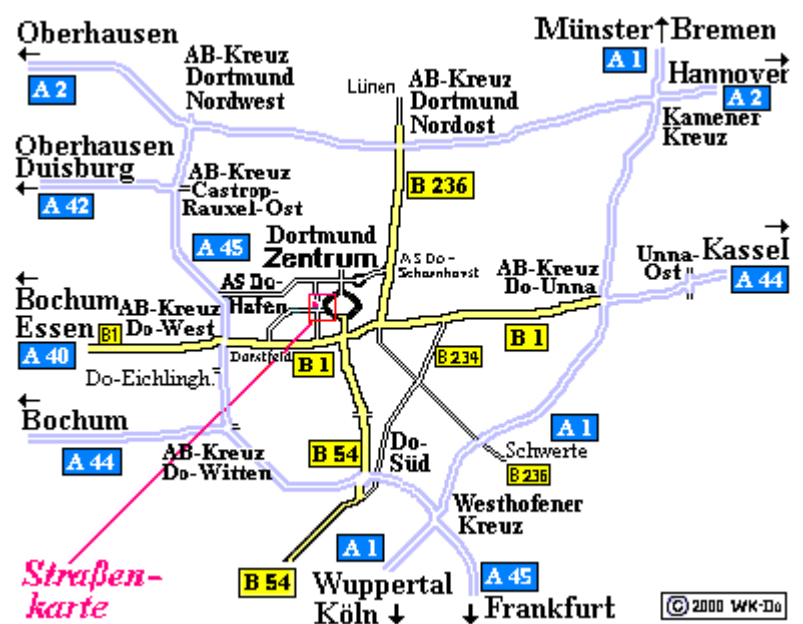 Oberhausen
A 2
AB-Kreuz
Dortmund
Nordwest
Lünen
AB-Kreuz
Dortmund
Nordost
Münster
Bremen
A 1
Hannover
A 2
Kamener
Kreuz
Oberhausen
Duisburg
A 42
AB-Kreuz
Castrop-
Rauxel-Ost
B 236
A 45
Dortmund
Zentrum
AS Do-
Scharnhorst
AB-Kreuz
Do-Unna
Unna-
Ost
Kassel
A 44
AS Do-
Hafen
Bochum
Essen
B1
A 40
AB-Kreuz
Do-West
Dorstfeld
B 1
B 234
B 1
Do-Eichlingh.
Bochum
A 44
AB-Kreuz
Do-Witten
B 54
Do-
Süd
A 1
Schwerte
B 236
Westhofener
Kreuz
Straßen-
karte
B 54
A 1
Wuppertal
Köln
A 45
Frankfurt
© 2000 WK-Do